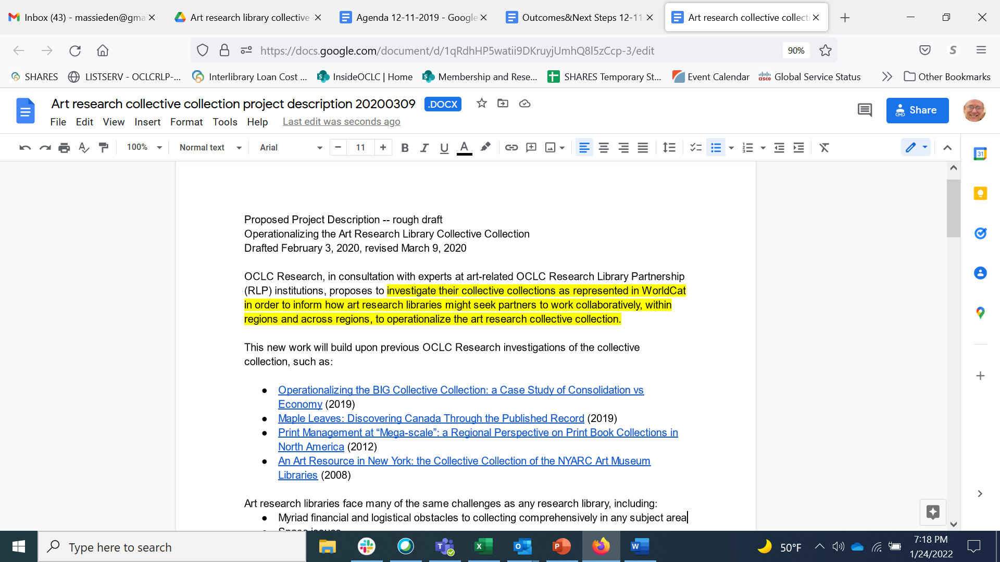 Inbox (43) - massieden@gma
Art research library collective
Agenda 12-11-2019 - Google
Outcomes&Next Steps 12-11
Art research collective collecti
https://docs.google.com/document/d/1qRdhHP5watii9DKruyjUmhQ8l5zCcp-3/edit
90%
SHARES
LISTSERV - OCLCRLP-...
Interlibrary Loan Cost ...
InsideOCLC | Home
Membership and Rese...
SHARES Temporary St...
Event Calendar
Global Service Status
Other Bookmarks
Art research collective collection project description 20200309
.DOCX
File Edit View Insert Format Tools Help Last edit was seconds ago
Share
100%
Normal text
Arial
11
Proposed Project Description -- rough draft
Operationalizing the Art Research Library Collective Collection
Drafted February 3, 2020, revised March 9, 2020
OCLC Research, in consultation with experts at art-related OCLC Research Library Partnership
(RLP) institutions, proposes to investigate their collective collections as represented in WorldCat
in order to inform how art research libraries might seek partners to work collaboratively, within
regions and across regions, to operationalize the art research collective collection.
This new work will build upon previous OCLC Research investigations of the collective
collection, such as:
● Operationalizing the BIG Collective Collection: a Case Study of Consolidation vs
Economy (2019)
● Maple Leaves: Discovering Canada Through the Published Record (2019)
● Print Management at “Mega-scale”: a Regional Perspective on Print Book Collections in
North America (2012)
● An Art Resource in New York: the Collective Collection of the NYARC Art Museum
Libraries (2008)
Art research libraries face many of the same challenges as any research library, including:
● Myriad financial and logistical obstacles to collecting comprehensively in any subject area
● Space issues
Type here to search
50°F
7:18 PM
1/24/2022